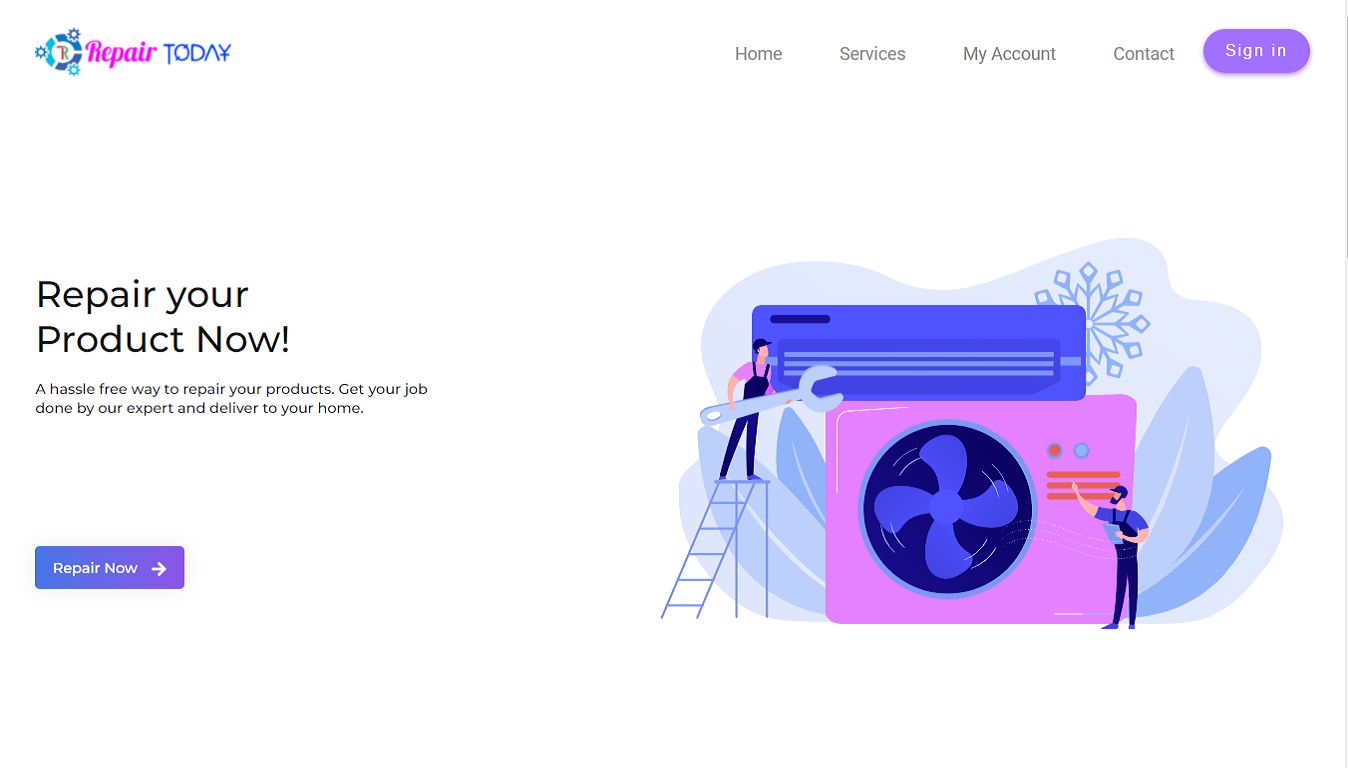 Repair TODAY
Home Services My Account Contact Sign in
Repair your
Product Now!
A hassle free way to repair your products. Get your job
done by our expert and deliver to your home.
Repair Now